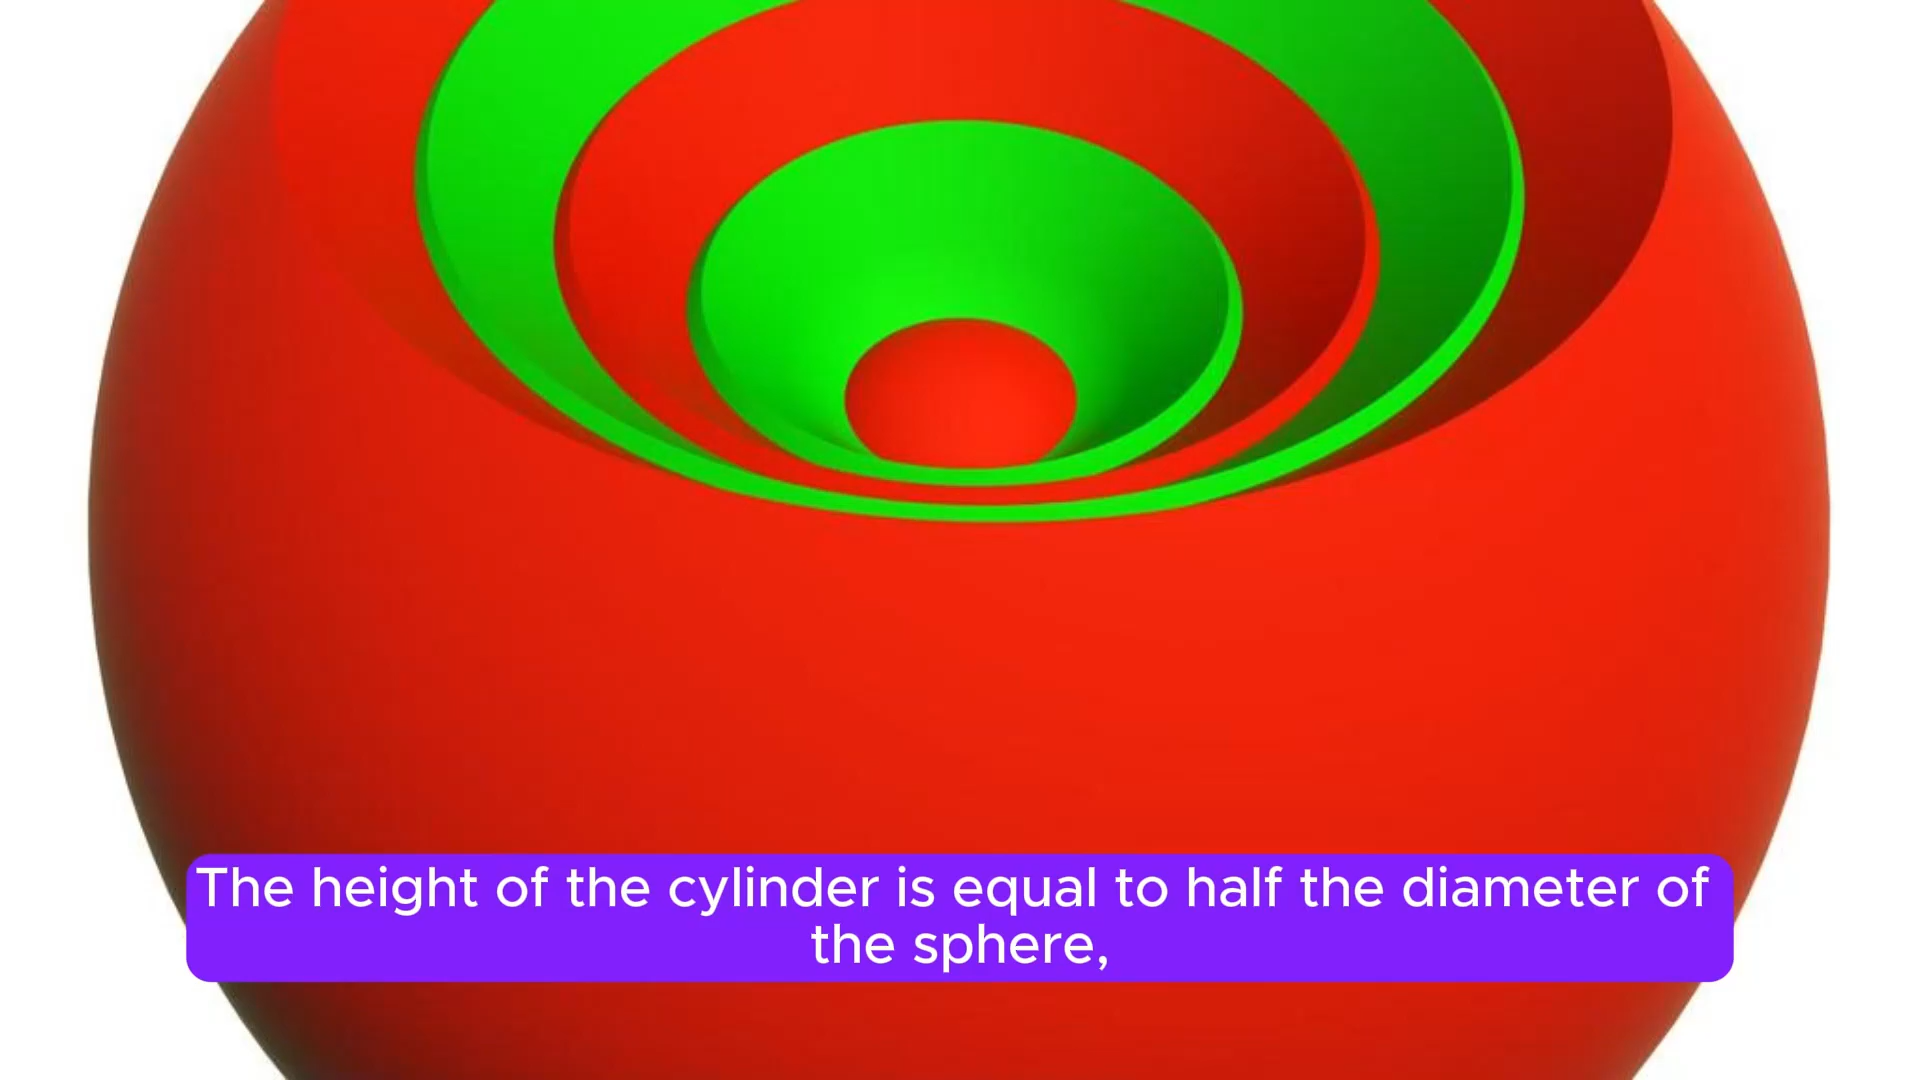 The height of the cylinder is equal to half the diameter of
the sphere,